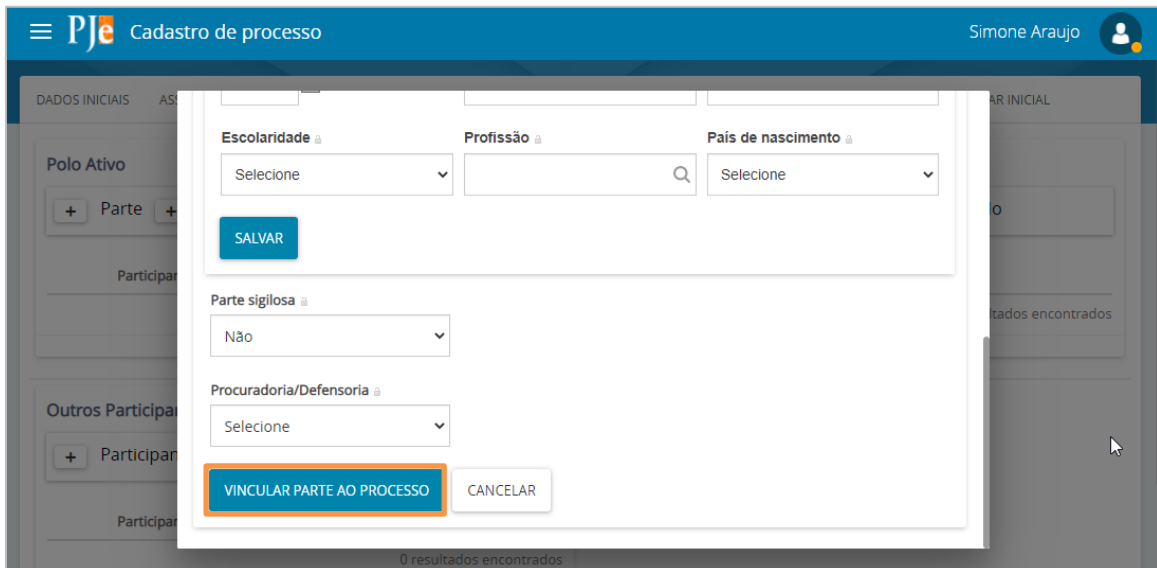 PJe Cadastro de processo Simone Araujo
DADOS INICIAIS AS AR INICIAL
Escolaridade Profissão País de nascimento
Selecione Selecione
Polo Ativo
+ Parte + lo
SALVAR
Participan
Parte sigilosa
ltados encontrados
Não
Procuradoria/Defensoria
Outros Participa
Selecione
+ Participan
VINCULAR PARTE AO PROCESSO CANCELAR
Participan
0 resultados encontrados